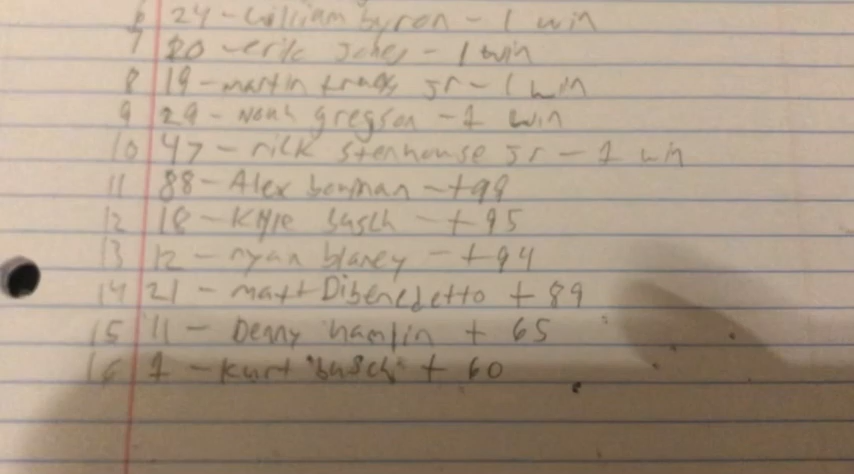 6 24 - william byron - 1 win
7 20 - erik jones - 1 win
8 19 - martin truex jr - 1 win
9 29 - noah gregson - 1 win
10 47 - rick stenhouse jr - 1 win
11 88 - Alex bowman - +99
12 18 - Kyle busch - + 95
13 12 - ryan blaney - +94
14 21 - matt Dibenedetto + 89
15 11 - Denny hamlin + 65
16 1 - kurt busch + 60